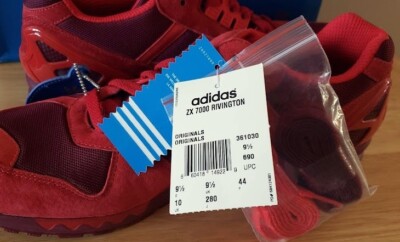 adidas
ZX 7000 RIVINGTON
ORIGINALS
ORIGINALS
361030
9½
690
UPC
9½ 9½ 44
10 280